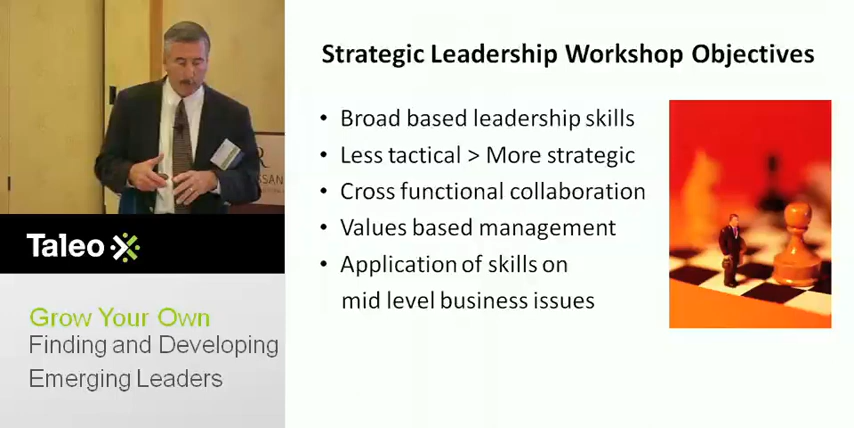 Strategic Leadership Workshop Objectives
• Broad based leadership skills
• Less tactical > More strategic
• Cross functional collaboration
• Values based management
• Application of skills on
mid level business issues
Taleo
Grow Your Own
Finding and Developing
Emerging Leaders